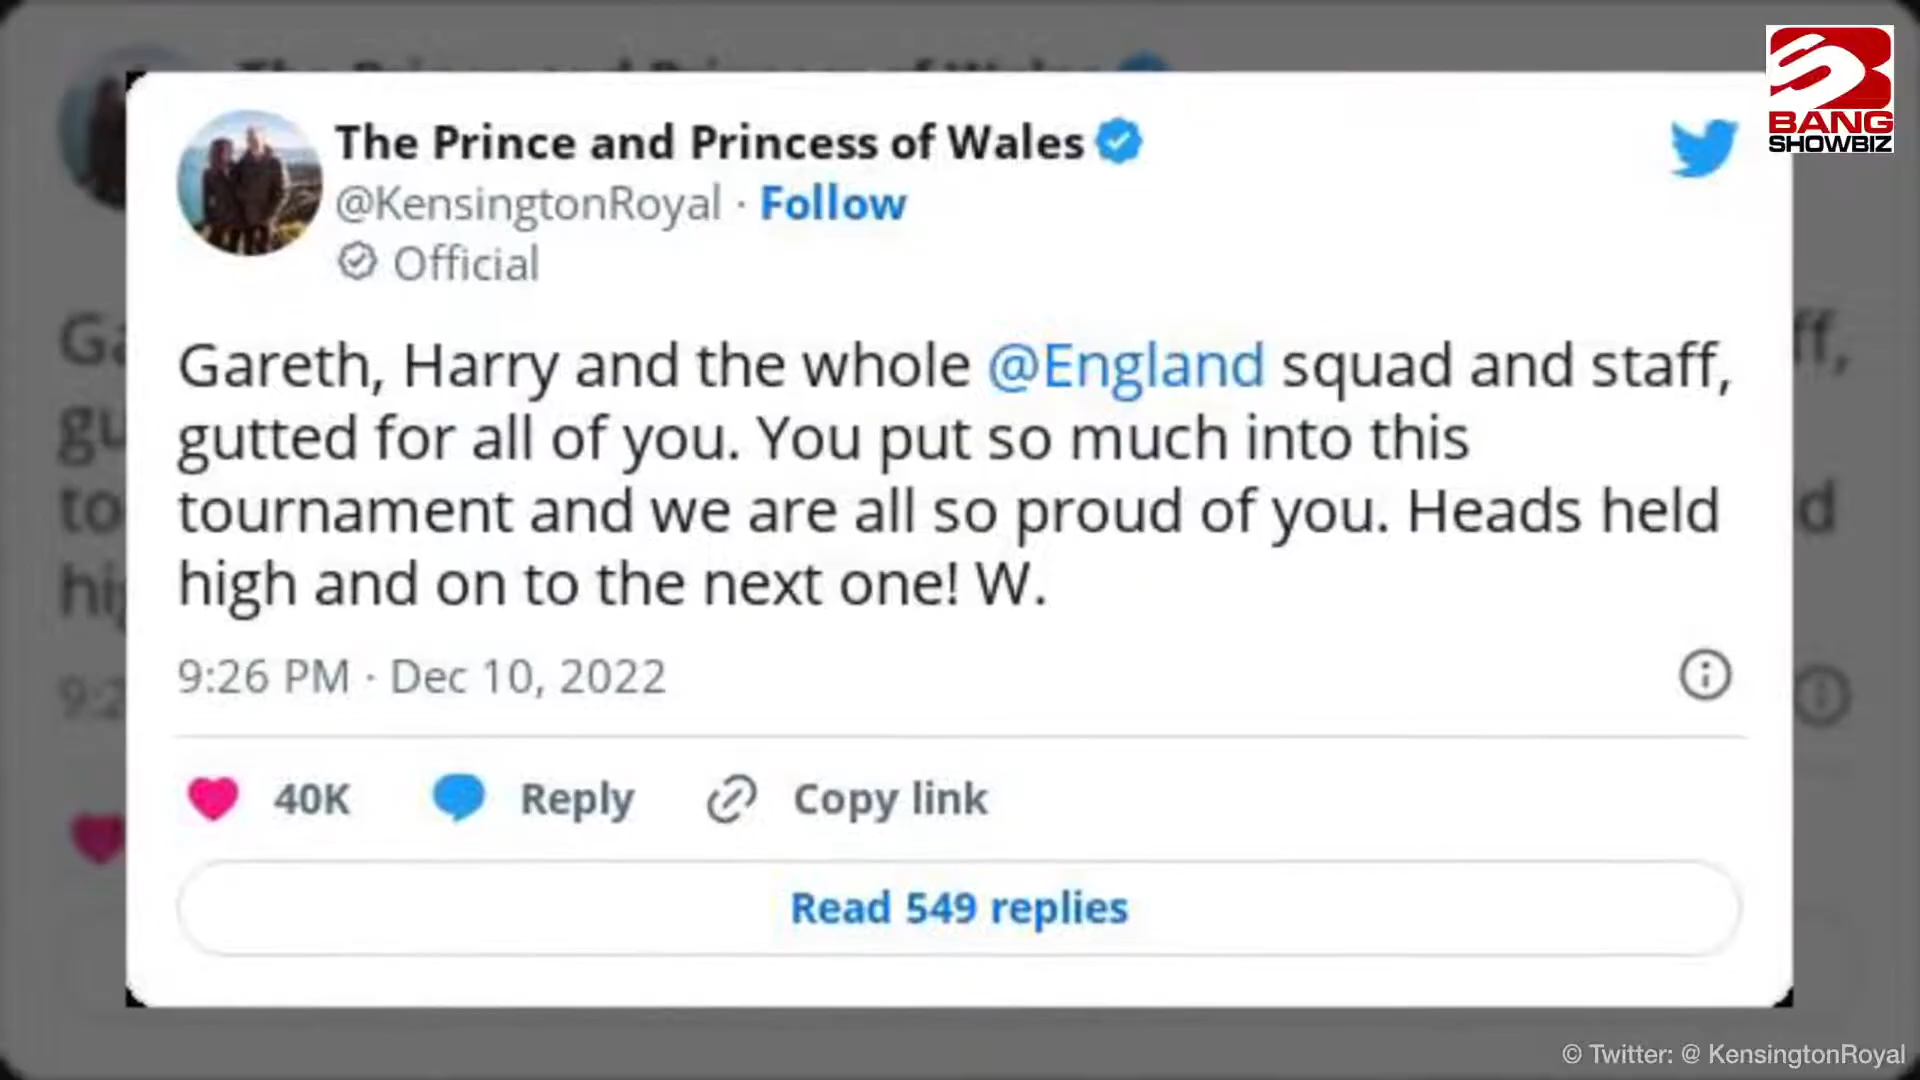 The Prince and Princess of Wales
@KensingtonRoyal · Follow
Official
Gareth, Harry and the whole @England squad and staff,
gutted for all of you. You put so much into this
tournament and we are all so proud of you. Heads held
high and on to the next one! W.
9:26 PM · Dec 10, 2022
40K Reply Copy link
Read 549 replies
BANG
SHOWBIZ
© Twitter: @ KensingtonRoyal